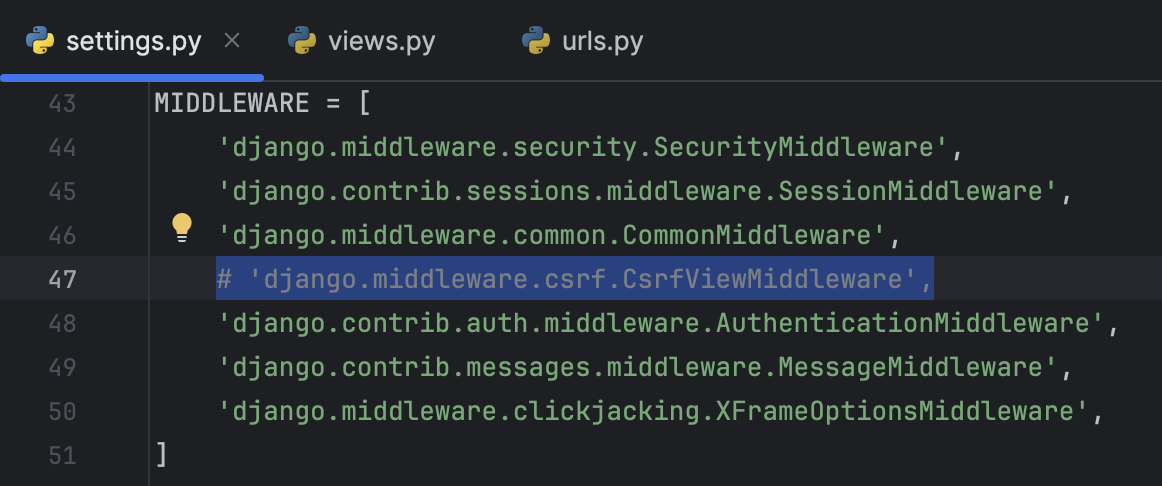 settings.py × views.py urls.py
43 MIDDLEWARE = [
44 'django.middleware.security.SecurityMiddleware',
45 'django.contrib.sessions.middleware.SessionMiddleware',
46 'django.middleware.common.CommonMiddleware',
47 # 'django.middleware.csrf.CsrfViewMiddleware',
48 'django.contrib.auth.middleware.AuthenticationMiddleware',
49 'django.contrib.messages.middleware.MessageMiddleware',
50 'django.middleware.clickjacking.XFrameOptionsMiddleware',
51 ]